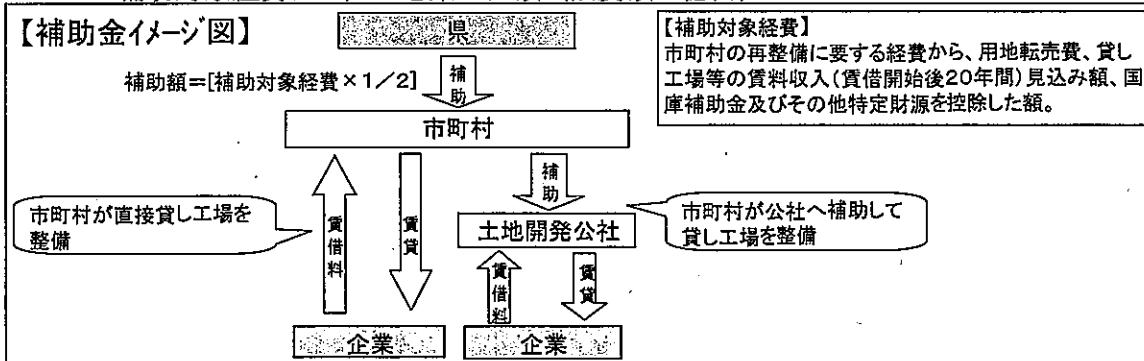 【補助金イメージ図】
県
補助額=[補助対象経費×1/2]
補助
【補助対象経費】
市町村の再整備に要する経費から、用地転売費、貸し
工場等の賃料収入(賃借開始後20年間)見込み額、国
庫補助金及びその他特定財源を控除した額。
市町村
市町村が直接貸し工場を
整備
賃借料
賃貸
補助
土地開発公社
市町村が公社へ補助して
貸し工場を整備
賃借料
賃貸
企業
企業